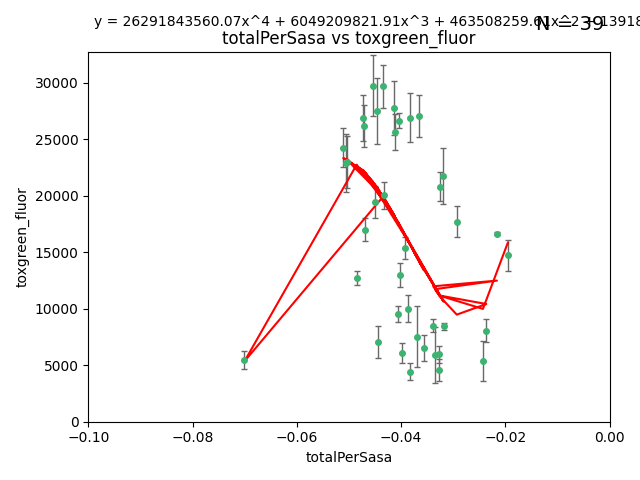 y = 26291843560.07x^4 + 6049209821.91x^3 + 463508259.
N = 39
totalPerSasa vs toxgreen_fluor
30000
25000
20000
15000
10000
5000
0
toxgreen_fluor
−0.10 −0.08 −0.06 −0.04 −0.02 0.00
totalPerSasa